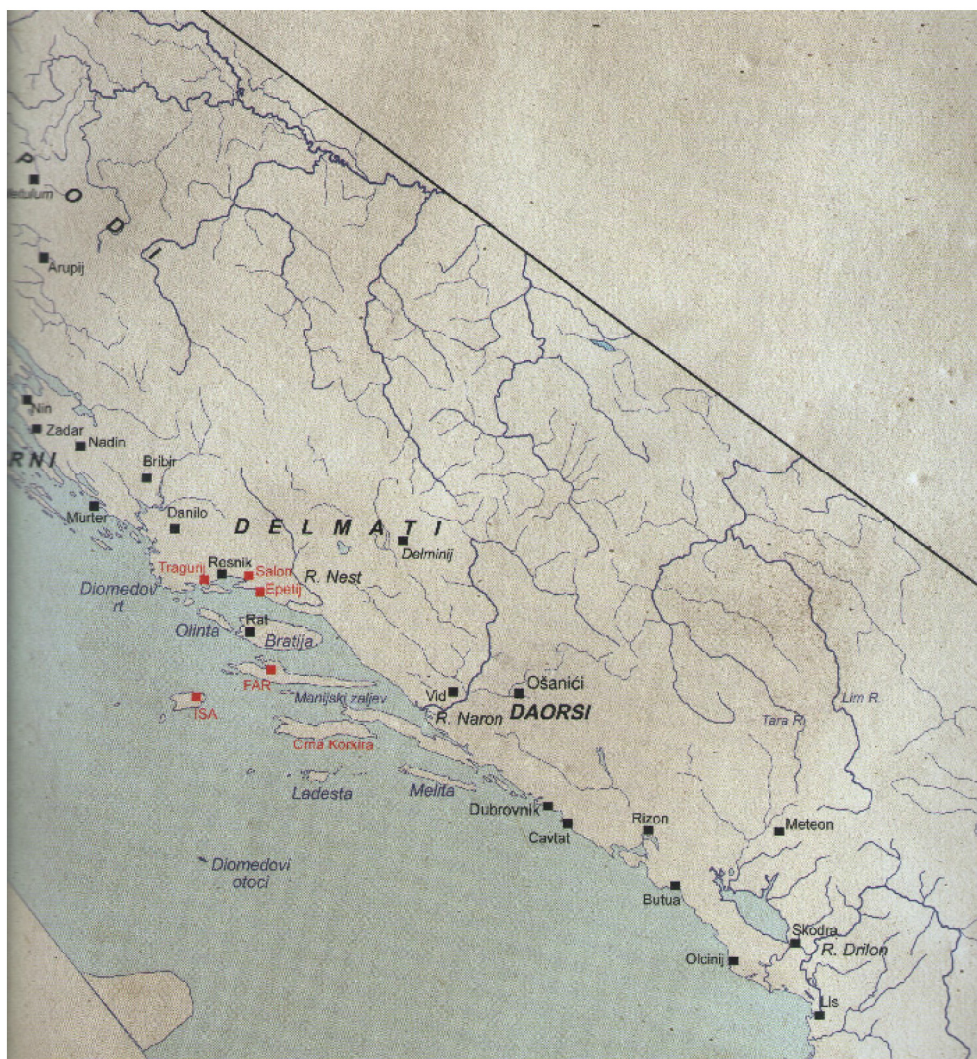 P O D I
Arupij
Nin
Zadar
Nadin
RNI
Bribir
Murter
Danilo
DELMATI
Delminij
Tragurij
Resnik
Salon
Epetij
R. Nest
Diomedov
rt
Olinta
Rat
Bratija
FAR
ISA
Manijski zaljev
Vid
Ošanići
R. Naron
DAORSI
Tara R.
Lim R.
Crna Korkira
Ladesta
Melita
Dubrovnik
Cavtat
Rizon
Meteon
Diomedovi
otoci
Butua
Skodra
R. Drilon
Olcinij
Lis